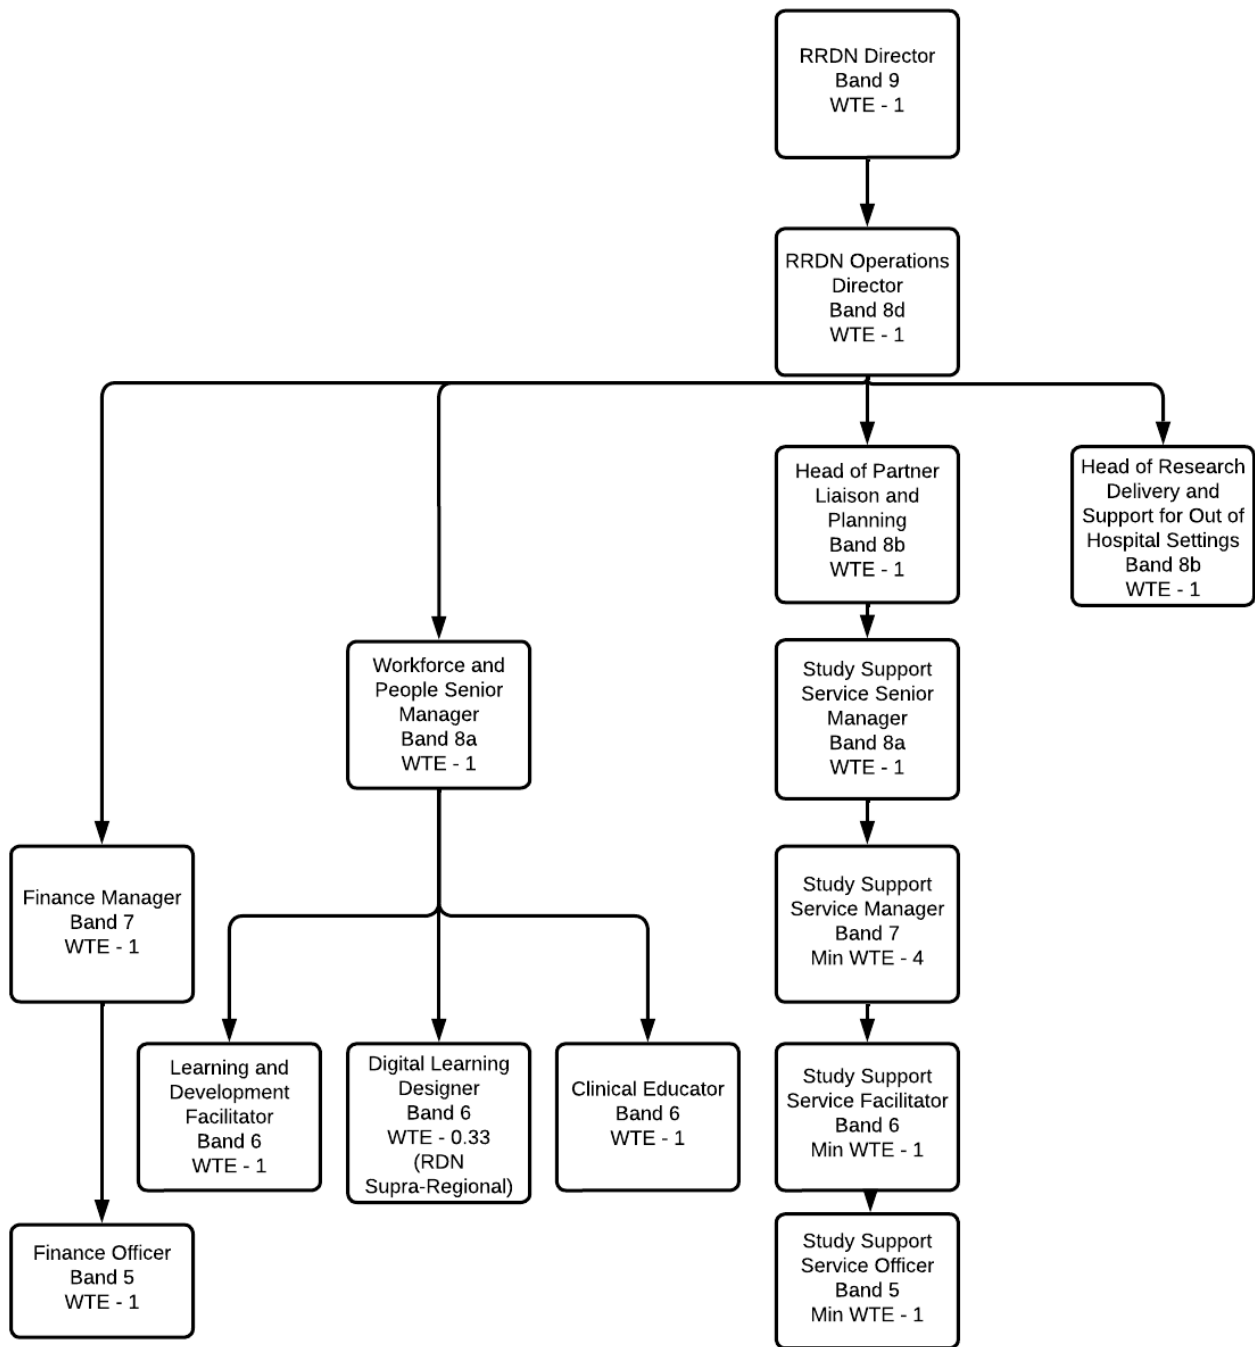 RRDN Director
Band 9
WTE - 1
RRDN Operations
Director
Band 8d
WTE - 1
Head of Partner
Liaison and
Planning
Band 8b
WTE - 1
Head of Research
Delivery and
Support for Out of
Hospital Settings
Band 8b
WTE - 1
Workforce and
People Senior
Manager
Band 8a
WTE - 1
Study Support
Service Senior
Manager
Band 8a
WTE - 1
Finance Manager
Band 7
WTE - 1
Study Support
Service Manager
Band 7
Min WTE - 4
Learning and
Development
Facilitator
Band 6
WTE - 1
Digital Learning
Designer
Band 6
WTE - 0.33
(RDN
Supra-Regional)
Clinical Educator
Band 6
WTE - 1
Study Support
Service Facilitator
Band 6
Min WTE - 1
Finance Officer
Band 5
WTE - 1
Study Support
Service Officer
Band 5
Min WTE - 1